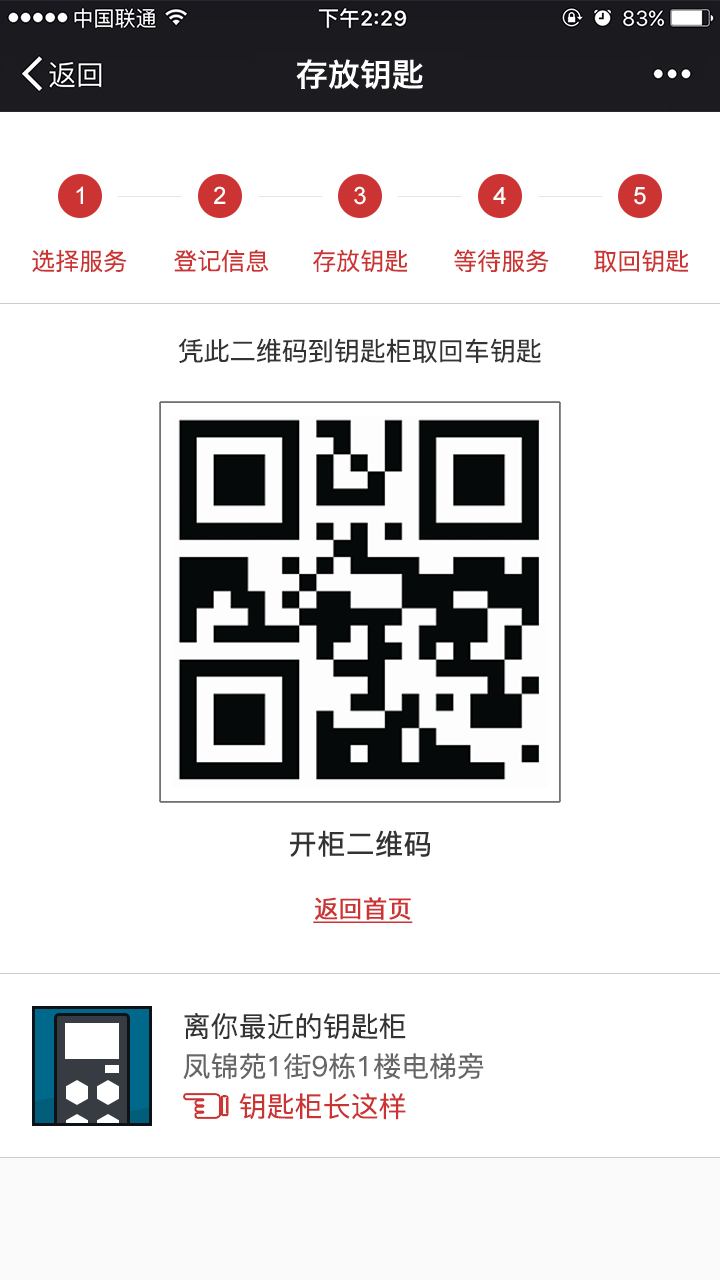 中国联通 下午2:29 83%
返回 存放钥匙
1 2 3 4 5
选择服务 登记信息 存放钥匙 等待服务 取回钥匙
凭此二维码到钥匙柜取回车钥匙
开柜二维码
返回首页
离你最近的钥匙柜
凤锦苑1街9栋1楼电梯旁
钥匙柜长这样